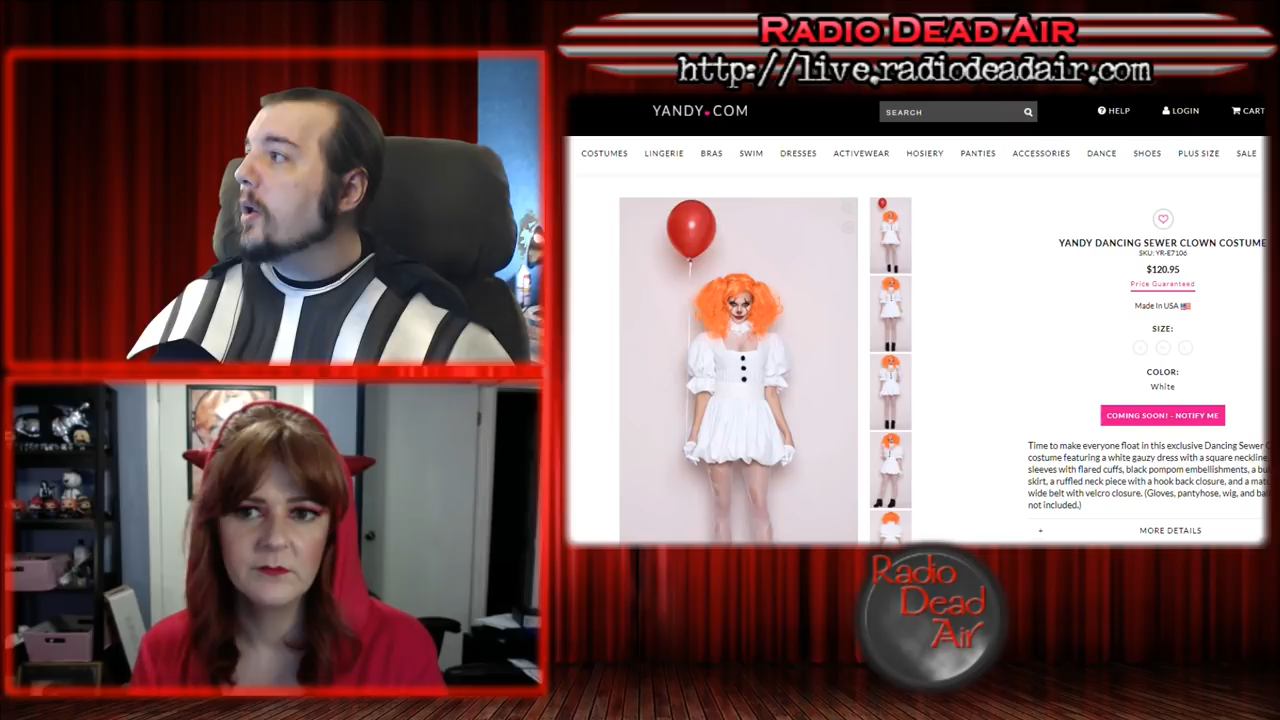 RADIO DEAD AIR
http://live.radiodeadair.com
YANDY.COM
SEARCH
HELP
LOGIN
CART
COSTUMES
LINGERIE
BRAS
SWIM
DRESSES
ACTIVEWEAR
HOSIERY
PANTIES
ACCESSORIES
DANCE
SHOES
PLUS SIZE
SALE
YANDY DANCING SEWER CLOWN COSTUME
SKU: YR-E7106
$120.95
Price Guaranteed
Made In USA
SIZE:
COLOR:
White
COMING SOON! - NOTIFY ME
Time to make everyone float in this exclusive Dancing Sewer C
costume featuring a white gauzy dress with a square neckline,
sleeves with flared cuffs, black pompom embellishments, a bu
skirt, a ruffled neck piece with a hook back closure, and a mat
wide belt with velcro closure. (Gloves, pantyhose, wig, and bal
not included.)
+ MORE DETAILS
Radio
Dead
Air